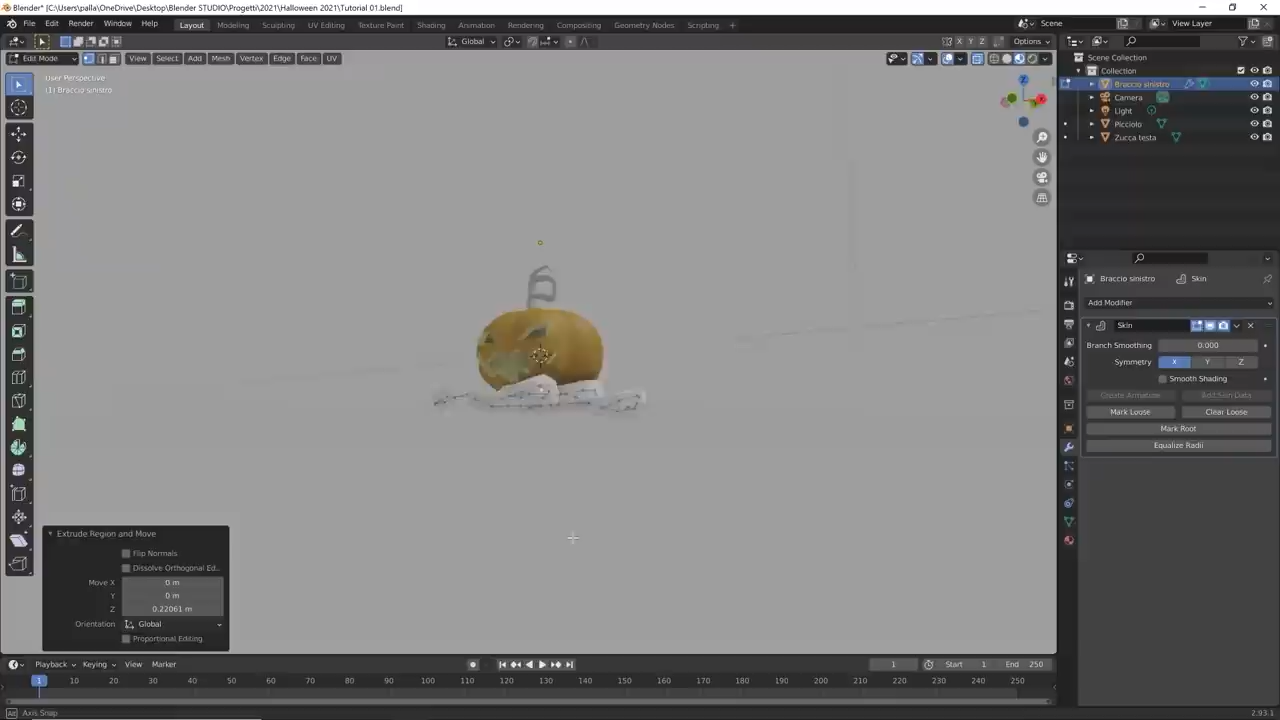 Blender* [C:\Users\palla\OneDrive\Desktop\Blender STUDIO\Progetti\2021\Halloween 2021\Tutorial 01.blend]
File Edit Render Window Help Layout Modeling Sculpting UV Editing Texture Paint Shading Animation Rendering Compositing Geometry Nodes Scripting + Scene View Layer
Global X Y Z Options
Edit Mode View Select Add Mesh Vertex Edge Face UV
User Perspective
(1) Braccio sinistro
Z
Scene Collection
Collection
Braccio sinistro
Camera
Light
Picciolo
Zucca testa
Braccio sinistro Skin
Add Modifier
Skin
Branch Smoothing 0.000
Symmetry X Y Z
Smooth Shading
Create Armature Add Skin Data
Mark Loose Clear Loose
Mark Root
Equalize Radii
Extrude Region and Move
Flip Normals
Dissolve Orthogonal Ed..
Move X 0 m
Y 0 m
Z 0.22061 m
Orientation Global
Proportional Editing
Playback Keying View Marker 1 Start 1 End 250
1 10 20 30 40 50 60 70 80 90 100 110 120 130 140 150 160 170 180 190 200 210 220 230 240 250
Axis Snap 2.93.1